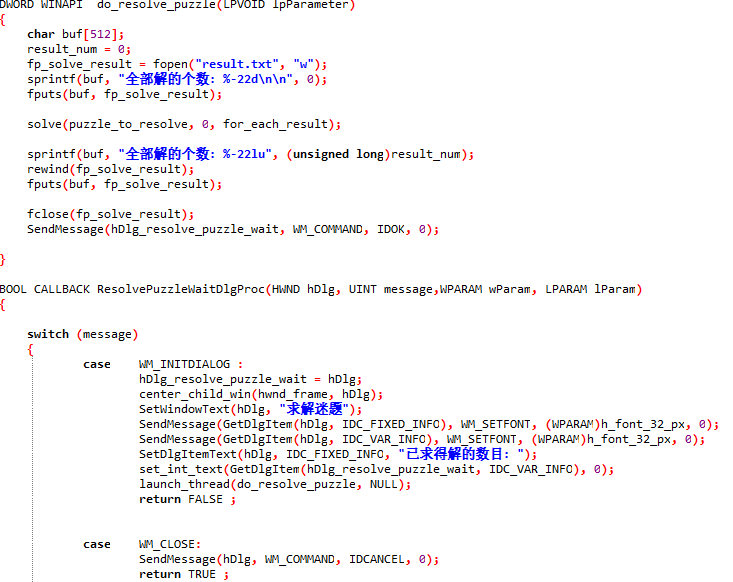 DWORD WINAPI  do_resolve_puzzle(LPVOID lpParameter)
{
    char buf[512];
    result_num = 0;
    fp_solve_result = fopen("result.txt", "w");
    sprintf(buf, "全部解的个数: %-22d\n\n", 0);
    fputs(buf, fp_solve_result);
    solve(puzzle_to_resolve, 0, for_each_result);
    sprintf(buf, "全部解的个数: %-22lu", (unsigned long)result_num);
    rewind(fp_solve_result);
    fputs(buf, fp_solve_result);
    fclose(fp_solve_result);
    SendMessage(hDlg_resolve_puzzle_wait, WM_COMMAND, IDOK, 0);
}
BOOL CALLBACK ResolvePuzzleWaitDlgProc(HWND hDlg, UINT message,WPARAM wParam, LPARAM lParam)
{
    switch (message)
    {
        case    WM_INITDIALOG :
                hDlg_resolve_puzzle_wait = hDlg;
                center_child_win(hwnd_frame, hDlg);
                SetWindowText(hDlg, "求解迷题");
                SendMessage(GetDlgItem(hDlg, IDC_FIXED_INFO), WM_SETFONT, (WPARAM)h_font_32_px, 0);
                SendMessage(GetDlgItem(hDlg, IDC_VAR_INFO), WM_SETFONT, (WPARAM)h_font_32_px, 0);
                SetDlgItemText(hDlg, IDC_FIXED_INFO, "已求得解的数目: ");
                set_int_text(GetDlgItem(hDlg_resolve_puzzle_wait, IDC_VAR_INFO), 0);
                launch_thread(do_resolve_puzzle, NULL);
                return FALSE ;
        case    WM_CLOSE:
                SendMessage(hDlg, WM_COMMAND, IDCANCEL, 0);
                return TRUE ;